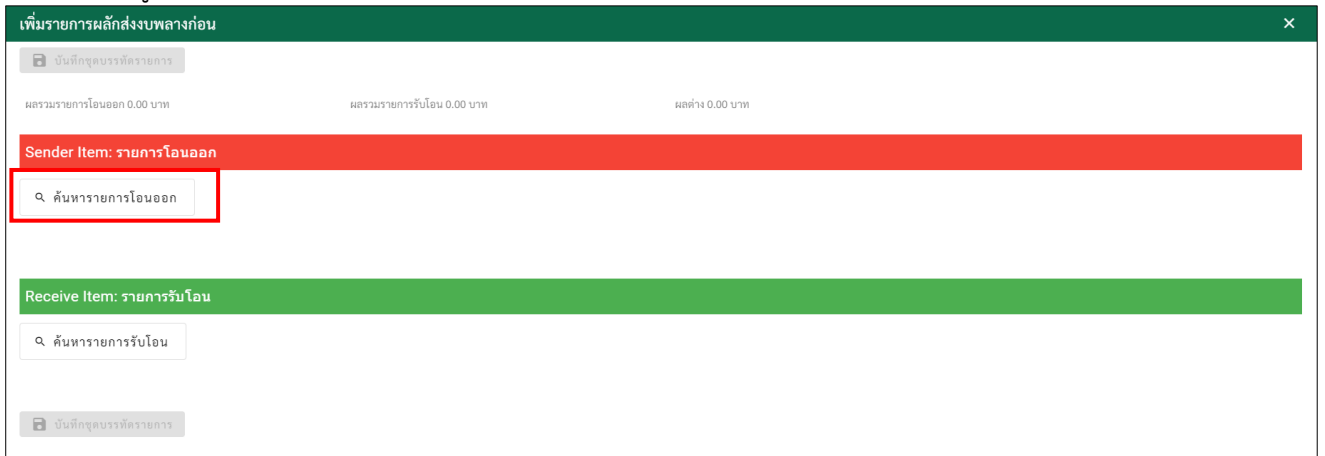 เพิ่มรายการผลักส่งงบพลางก่อน
บันทึกชุดบรรทัดรายการ
ผลรวมรายการโอนออก 0.00 บาท ผลรวมรายการรับโอน 0.00 บาท ผลต่าง 0.00 บาท
Sender Item: รายการโอนออก
ค้นหารายการโอนออก
Receive Item: รายการรับโอน
ค้นหารายการรับโอน
บันทึกชุดบรรทัดรายการ